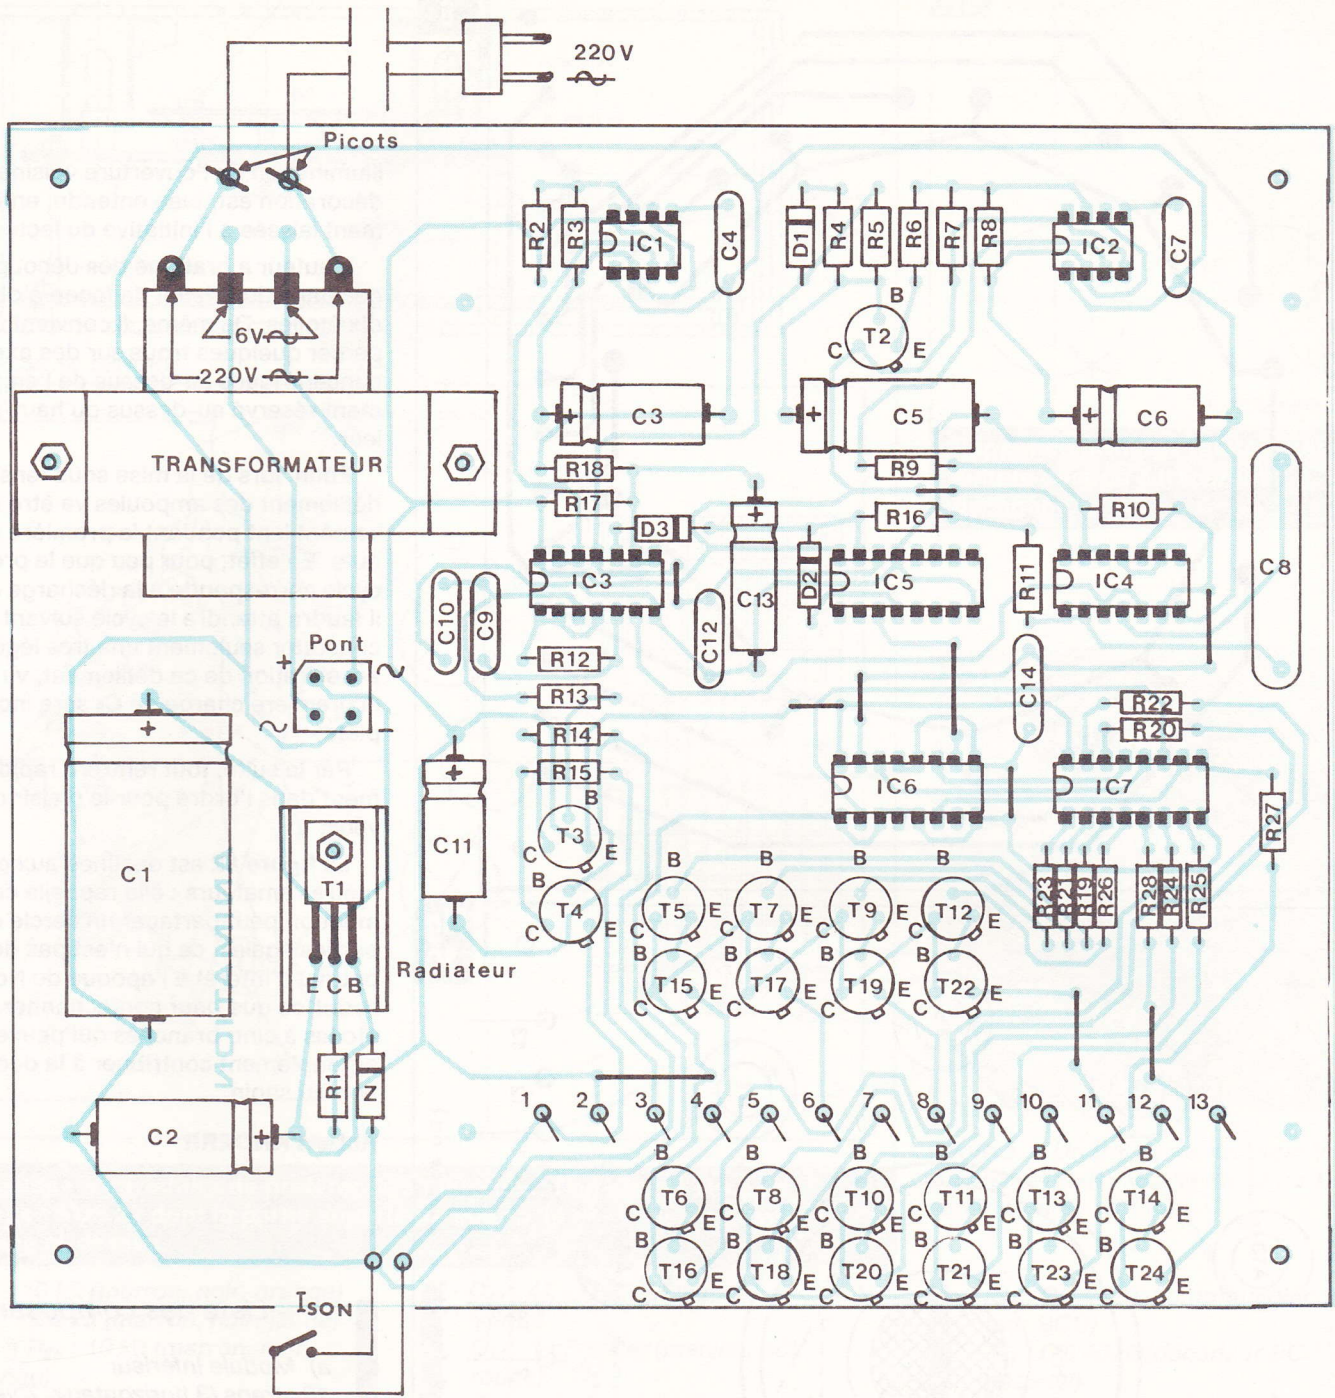 220 V
Picots
R2
R3
IC1
C4
D1
R4
R5
R6
R7
R8
IC2
C7
B
T2
C
E
6V
220V
+
C3
+
C5
+
C6
TRANSFORMATEUR
R18
R9
R17
R16
R10
D3
+
C8
IC3
C13
D2
IC5
R11
IC4
C10
C9
C12
Pont
+
R12
C14
R13
R22
-
+
R14
R20
+
R15
IC6
IC7
R27
B
T3
C
E
C11
C1
T1
B
T4
C
E
B
T5
C
E
B
T7
C
E
B
T9
C
E
B
T12
C
E
R23
R21
R19
R26
R28
R24
R25
E C B
Radiateur
B
T15
C
E
B
T17
C
E
B
T19
C
E
B
T22
C
E
R1
Z
1 2 3 4 5 6 7 8 9 10 11 12 13
C2
+
B
T6
C
E
B
T8
C
E
B
T10
C
E
B
T11
C
E
B
T13
C
E
B
T14
C
E
B
T16
C
E
B
T18
C
E
B
T20
C
E
B
T21
C
E
B
T23
C
E
B
T24
C
E
ISON